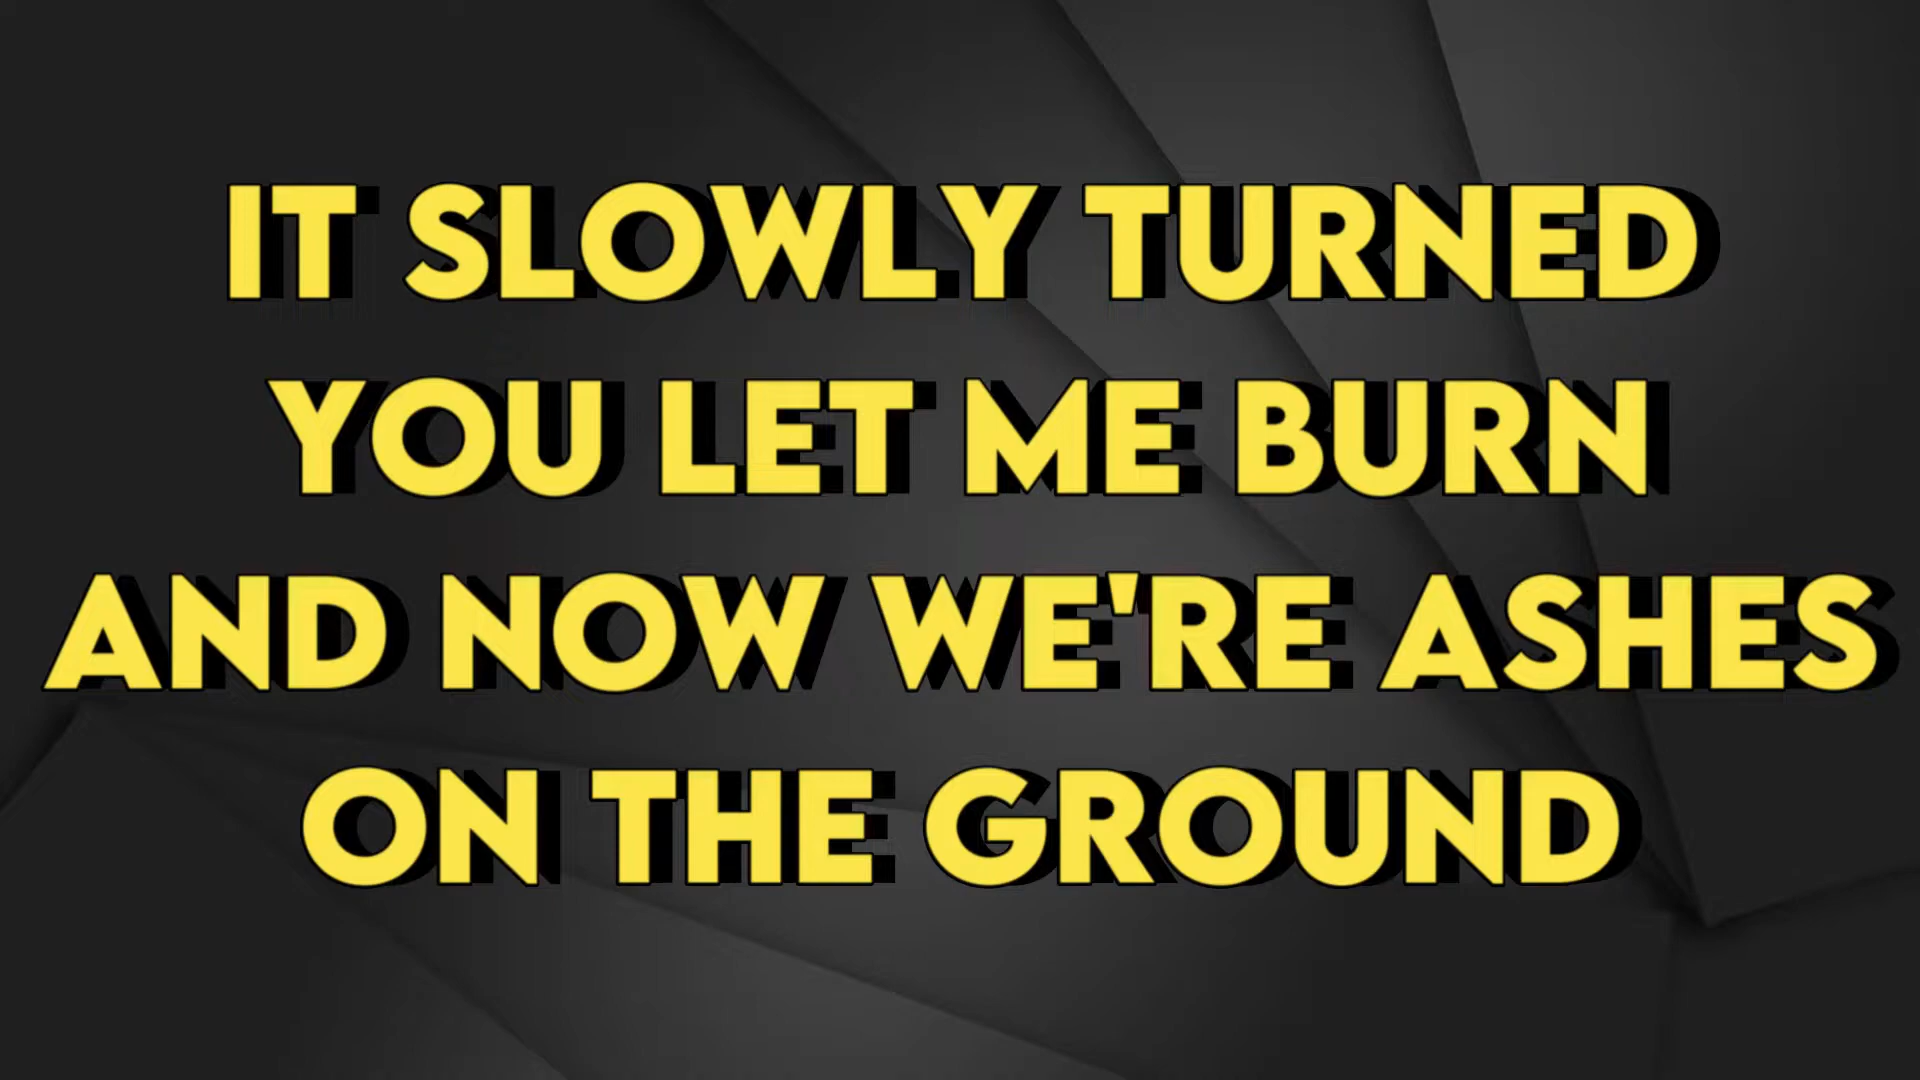 IT SLOWLY TURNED
YOU LET ME BURN
AND NOW WE'RE ASHES
ON THE GROUND